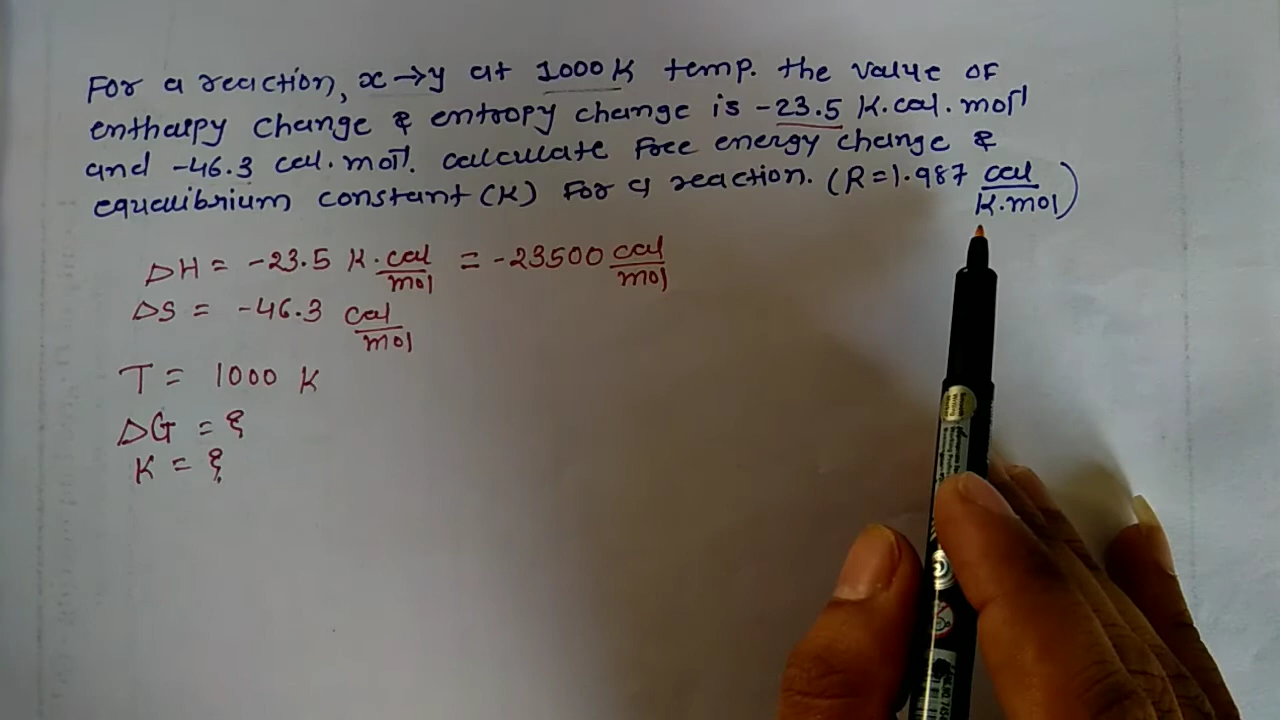 For a reaction, x → y at 1000 K temp. the value of
enthalpy change & entropy change is -23.5 K.cal.mol¯¹
and -46.3 cal.mol¯¹. calculate Free energy change &
equilibrium constant (K) For a reaction. (R = 1.987 cal/K.mol)
ΔH = -23.5 K.cal/mol = -23500 cal/mol
ΔS = -46.3 cal/mol
T = 1000 K
ΔG = ?
K = ?